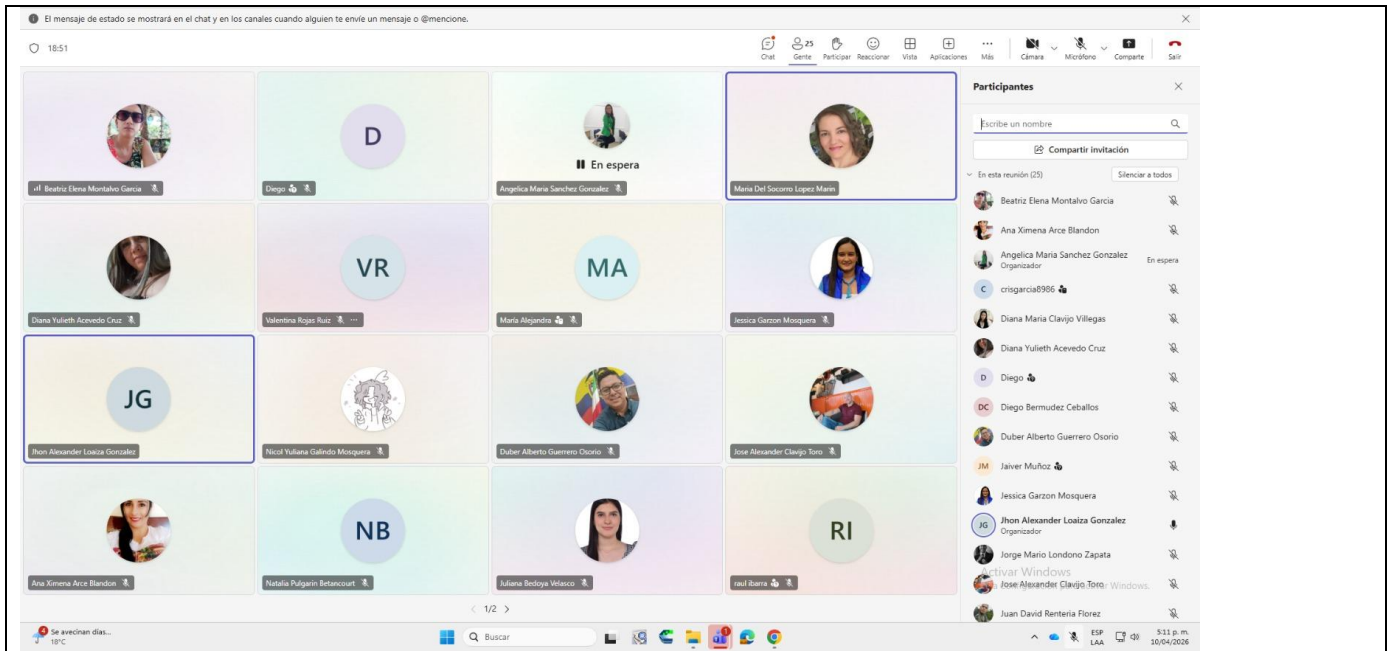 El mensaje de estado se mostrará en el chat y en los canales cuando alguien te envíe un mensaje o @mencione.
18:51
25
Chat Gente Participar Reaccionar Vista Aplicaciones Más Cámara Micrófono Comparte Salir
D
En espera
Beatriz Elena Montalvo Garcia
Diego
Angelica Maria Sanchez Gonzalez
Maria Del Socorro Lopez Marin
VR
MA
Diana Yulieth Acevedo Cruz
Valentina Rojas Ruiz ...
María Alejandra
Jessica Garzon Mosquera
JG
Jhon Alexander Loaiza Gonzalez
Nicol Yuliana Galindo Mosquera
Duber Alberto Guerrero Osorio
Jose Alexander Clavijo Toro
NB
RI
Ana Ximena Arce Blandon
Natalia Pulgarin Betancourt
Juliana Bedoya Velasco
raul ibarra
1/2
Participantes
Escribe un nombre
Compartir invitación
En esta reunión (25) Silenciar a todos
Beatriz Elena Montalvo Garcia
Ana Ximena Arce Blandon
Angelica Maria Sanchez Gonzalez
Organizador
En espera
C crisgarcia8986
Diana Maria Clavijo Villegas
Diana Yulieth Acevedo Cruz
D Diego
DC Diego Bermudez Ceballos
Duber Alberto Guerrero Osorio
JM Jaiver Muñoz
Jessica Garzon Mosquera
JG Jhon Alexander Loaiza Gonzalez
Organizador
Jorge Mario Londono Zapata
Activar Windows
Jose Alexander Clavijo Toro
Windows.
Juan David Renteria Florez
4
Se avecinan días...
18°C
Buscar
1
ESP
LAA
5:11 p. m.
10/04/2026